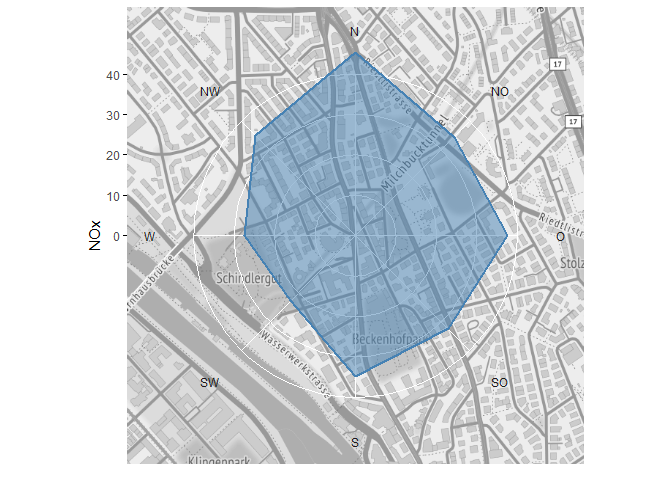 N
Riedtlistrasse
NW
NO
17
40
30
17
20
Milchbucktunnel
10
NOx
0
W
O
Riedtlistr
Stolz
Schindlergut
rnhausbrücke
Beckenhofpark
Wasserwerkstrasse
SW
SO
S
Klingenpark